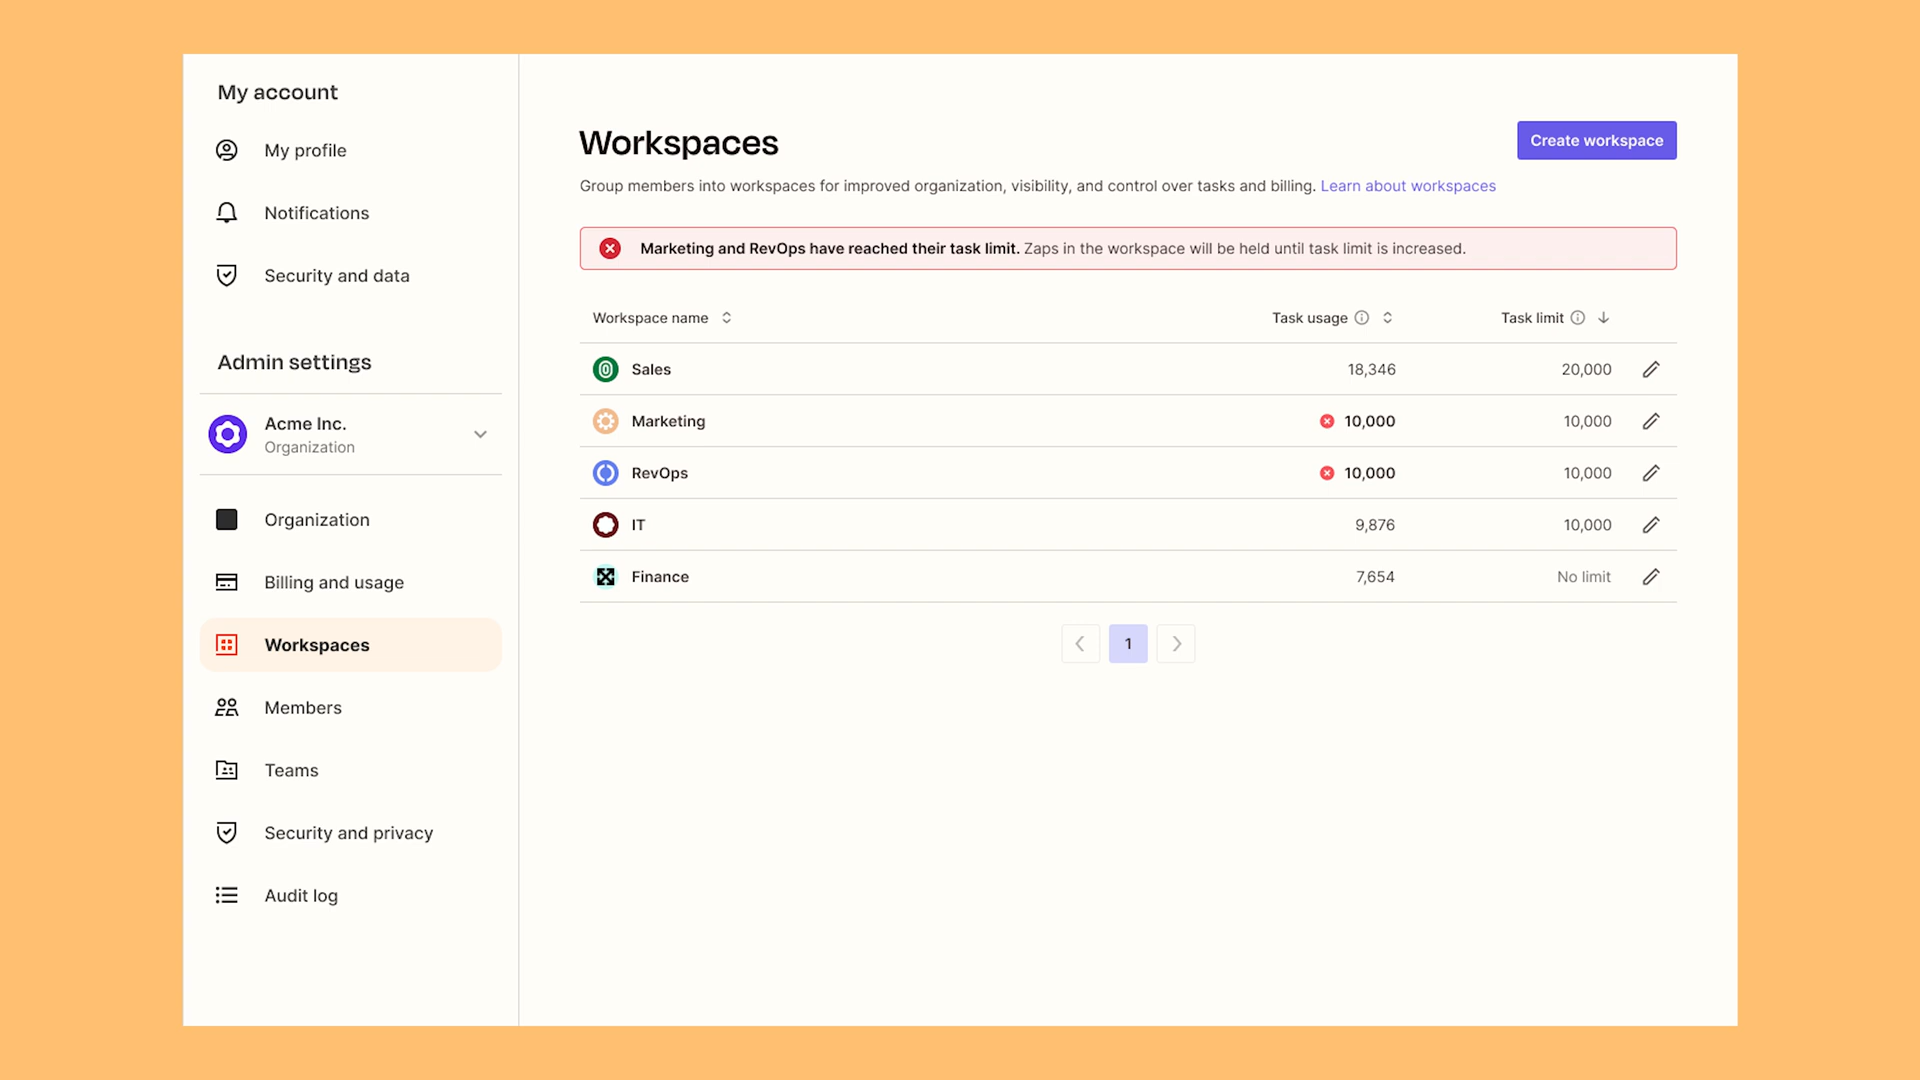 My account
My profile
Notifications
Security and data
Admin settings
Acme Inc.
Organization
Organization
Billing and usage
Workspaces
Members
Teams
Security and privacy
Audit log
Workspaces
Create workspace
Group members into workspaces for improved organization, visibility, and control over tasks and billing. Learn about workspaces
Marketing and RevOps have reached their task limit. Zaps in the workspace will be held until task limit is increased.
Workspace name Task usage Task limit
Sales 18,346 20,000
Marketing 10,000 10,000
RevOps 10,000 10,000
IT 9,876 10,000
Finance 7,654 No limit
1